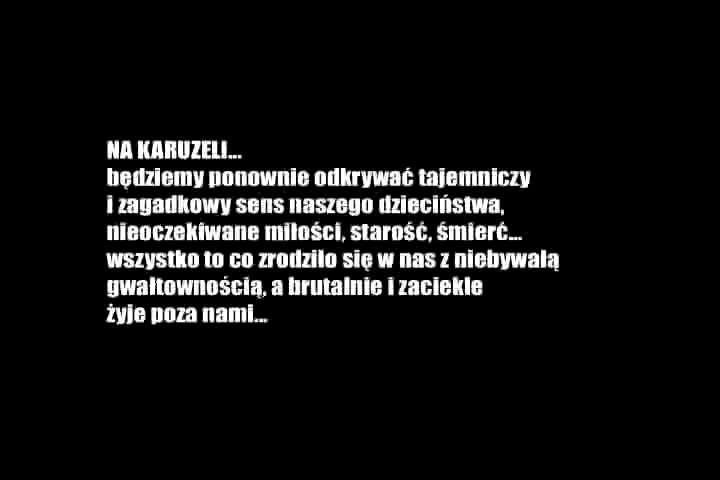 NA KARUZELI...
będziemy ponownie odkrywać tajemniczy
i zagadkowy sens naszego dzieciństwa,
nieoczekiwane miłości, starość, śmierć...
wszystko to co zrodziło się w nas z niebywałą
gwałtownością, a brutalnie i zaciekle
żyje poza nami...